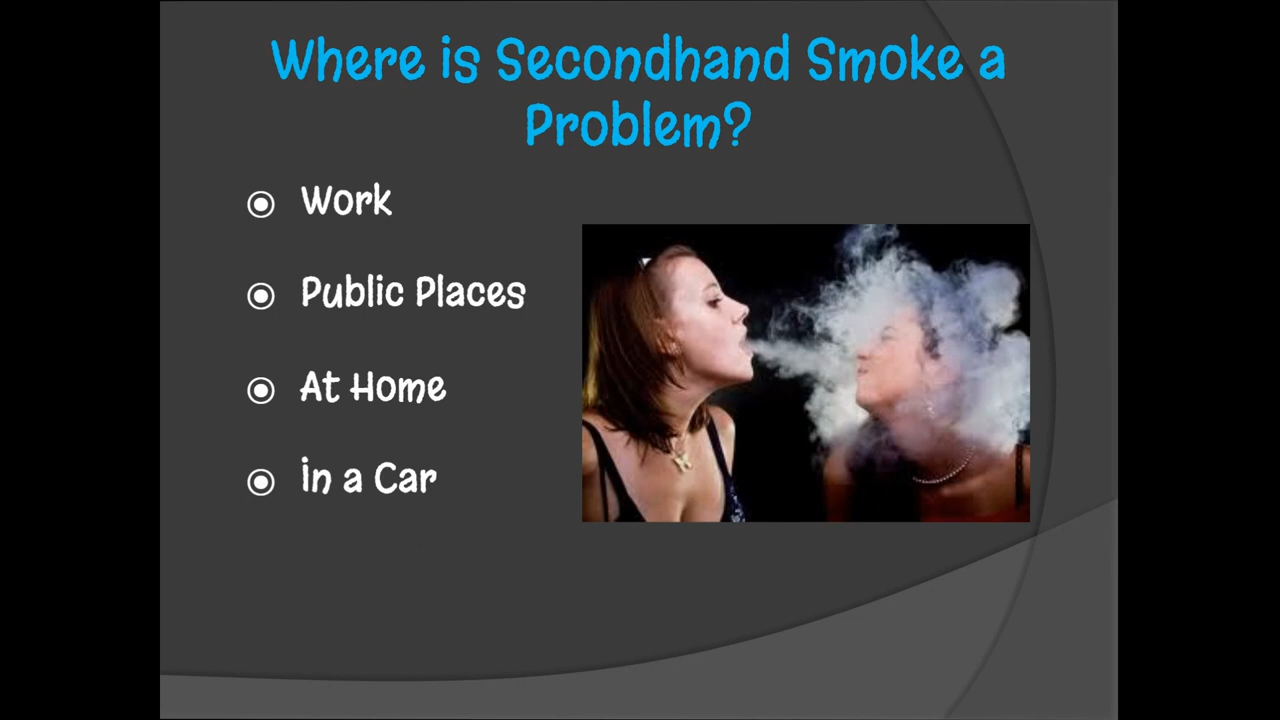 Where is Secondhand Smoke a
Problem?
Work
Public Places
At Home
in a Car